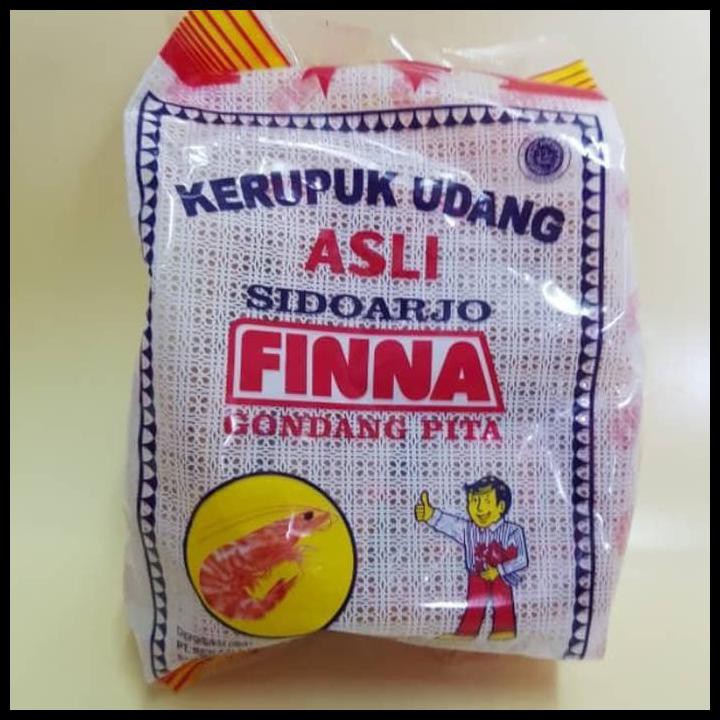 KERUPUK UDANG
ASLI
SIDOARJO
FINNA
GONDANG PITA